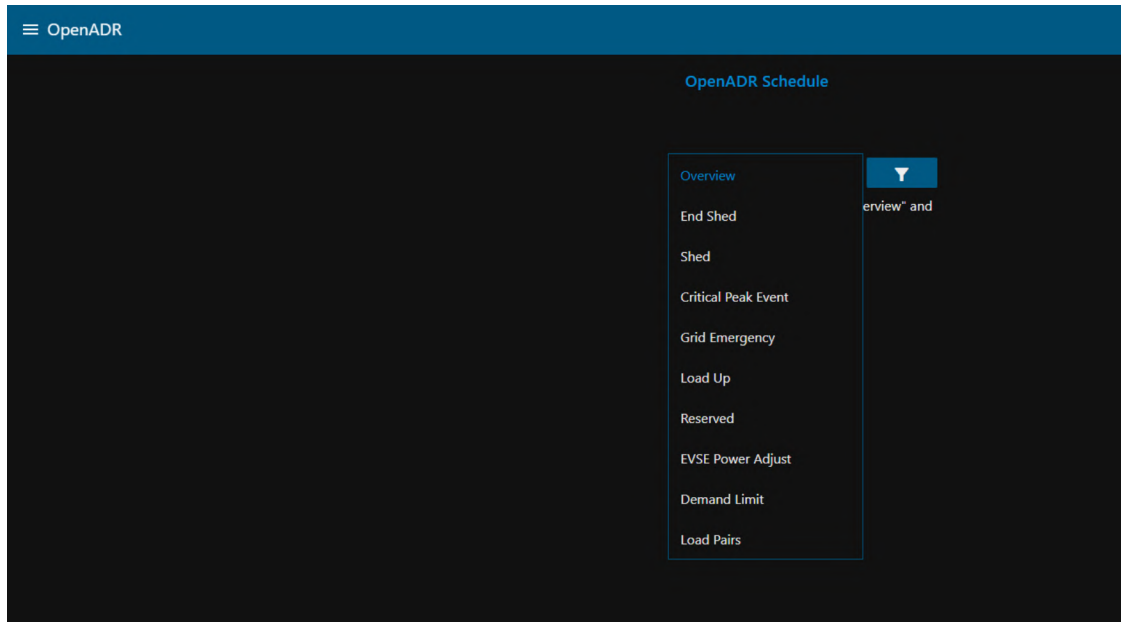 OpenADR
OpenADR Schedule
Overview
erview" and
End Shed
Shed
Critical Peak Event
Grid Emergency
Load Up
Reserved
EVSE Power Adjust
Demand Limit
Load Pairs